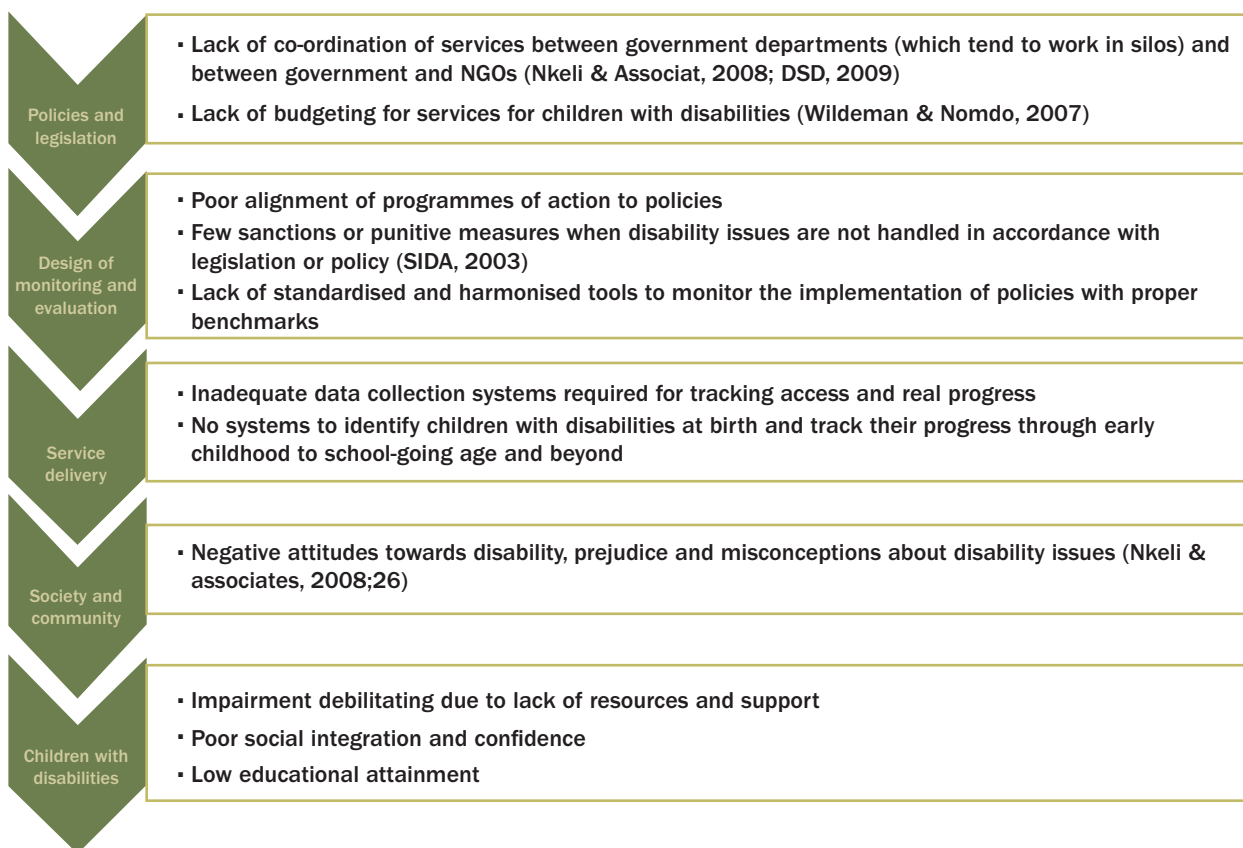 Policies and
legislation
▪ Lack of co-ordination of services between government departments (which tend to work in silos) and
between government and NGOs (Nkeli & Associat, 2008; DSD, 2009)
▪ Lack of budgeting for services for children with disabilities (Wildeman & Nomdo, 2007)
Design of
monitoring and
evaluation
▪ Poor alignment of programmes of action to policies
▪ Few sanctions or punitive measures when disability issues are not handled in accordance with
legislation or policy (SIDA, 2003)
▪ Lack of standardised and harmonised tools to monitor the implementation of policies with proper
benchmarks
Service
delivery
▪ Inadequate data collection systems required for tracking access and real progress
▪ No systems to identify children with disabilities at birth and track their progress through early
childhood to school-going age and beyond
Society and
community
▪ Negative attitudes towards disability, prejudice and misconceptions about disability issues (Nkeli &
associates, 2008;26)
Children with
disabilities
▪ Impairment debilitating due to lack of resources and support
▪ Poor social integration and confidence
▪ Low educational attainment